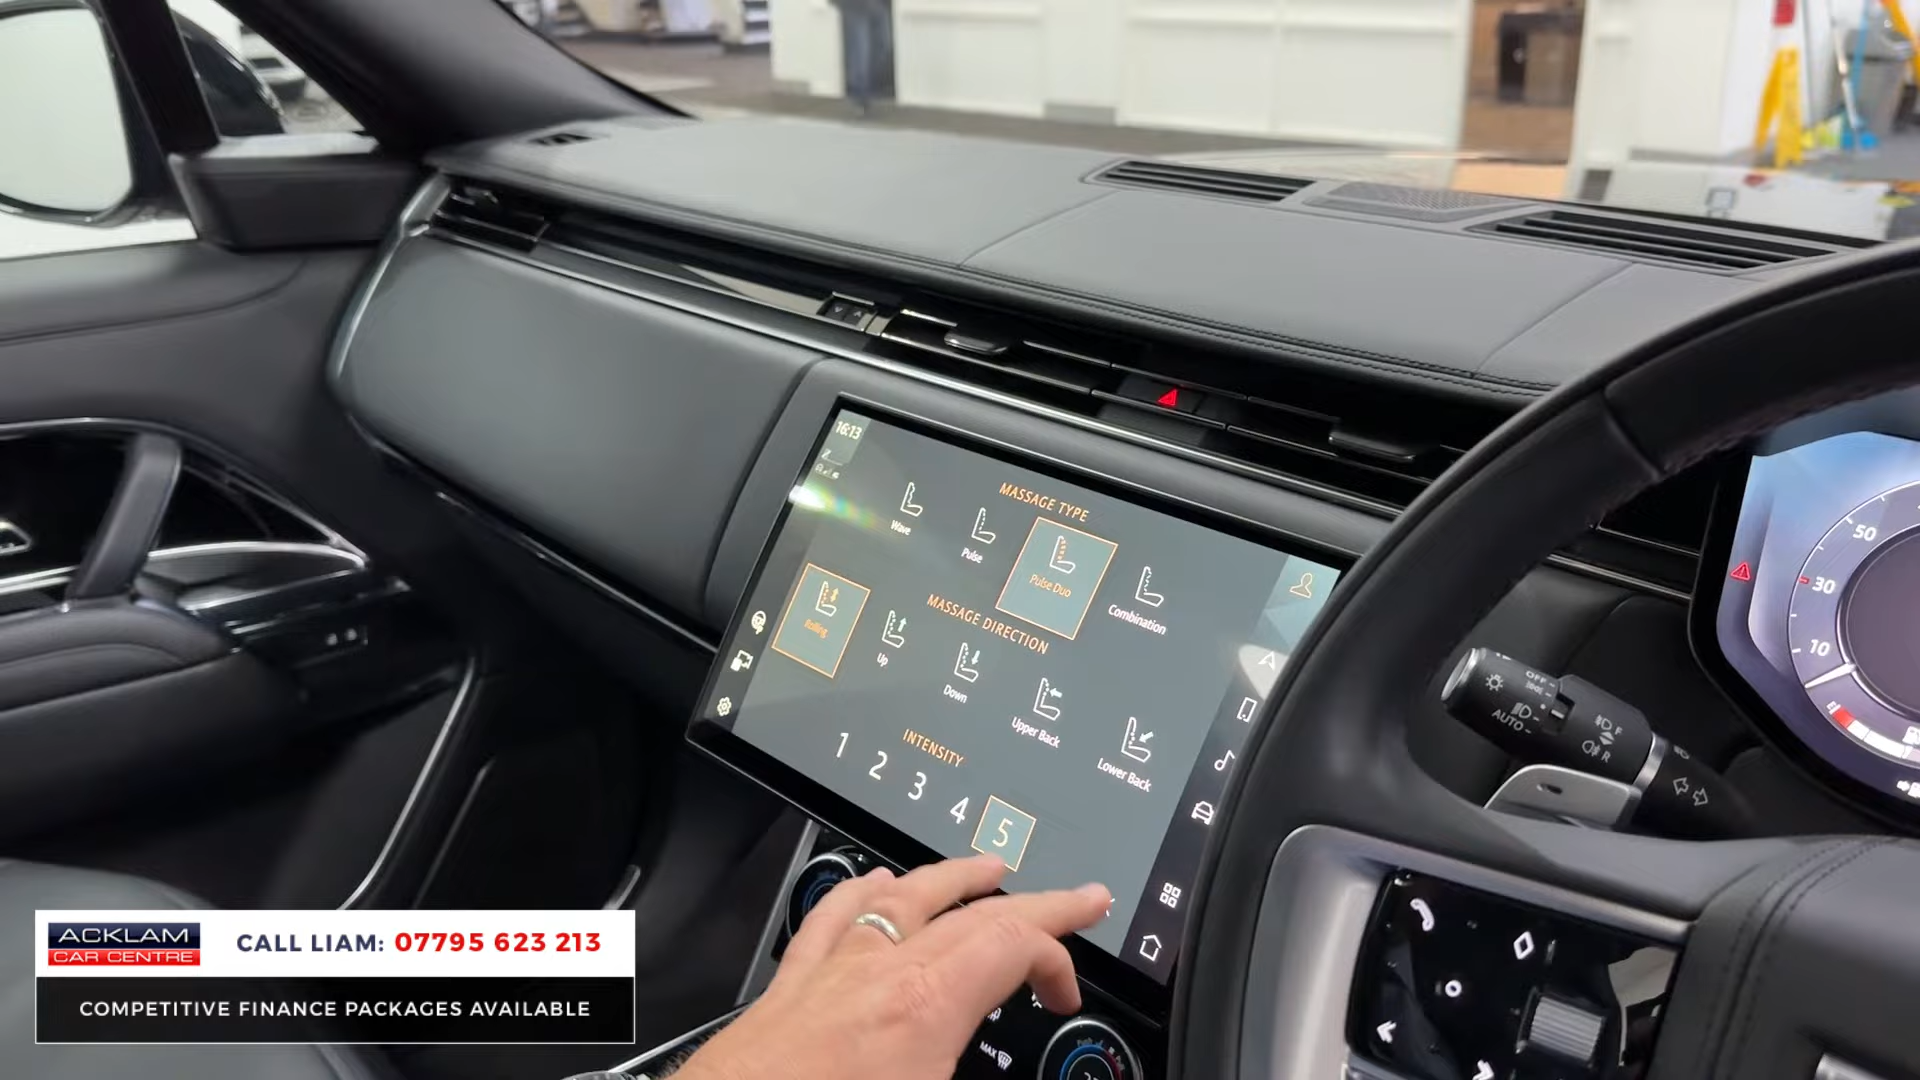 16:13
MASSAGE TYPE
Wave
Pulse
Pulse Duo
Combination
MASSAGE DIRECTION
Rolling
Up
Down
Upper Back
Lower Back
INTENSITY
1 2 3 4 5
50
30
10
E
OFF
AUTO
F
R
MAX
ACKLAM
CAR CENTRE
CALL LIAM: 07795 623 213
COMPETITIVE FINANCE PACKAGES AVAILABLE